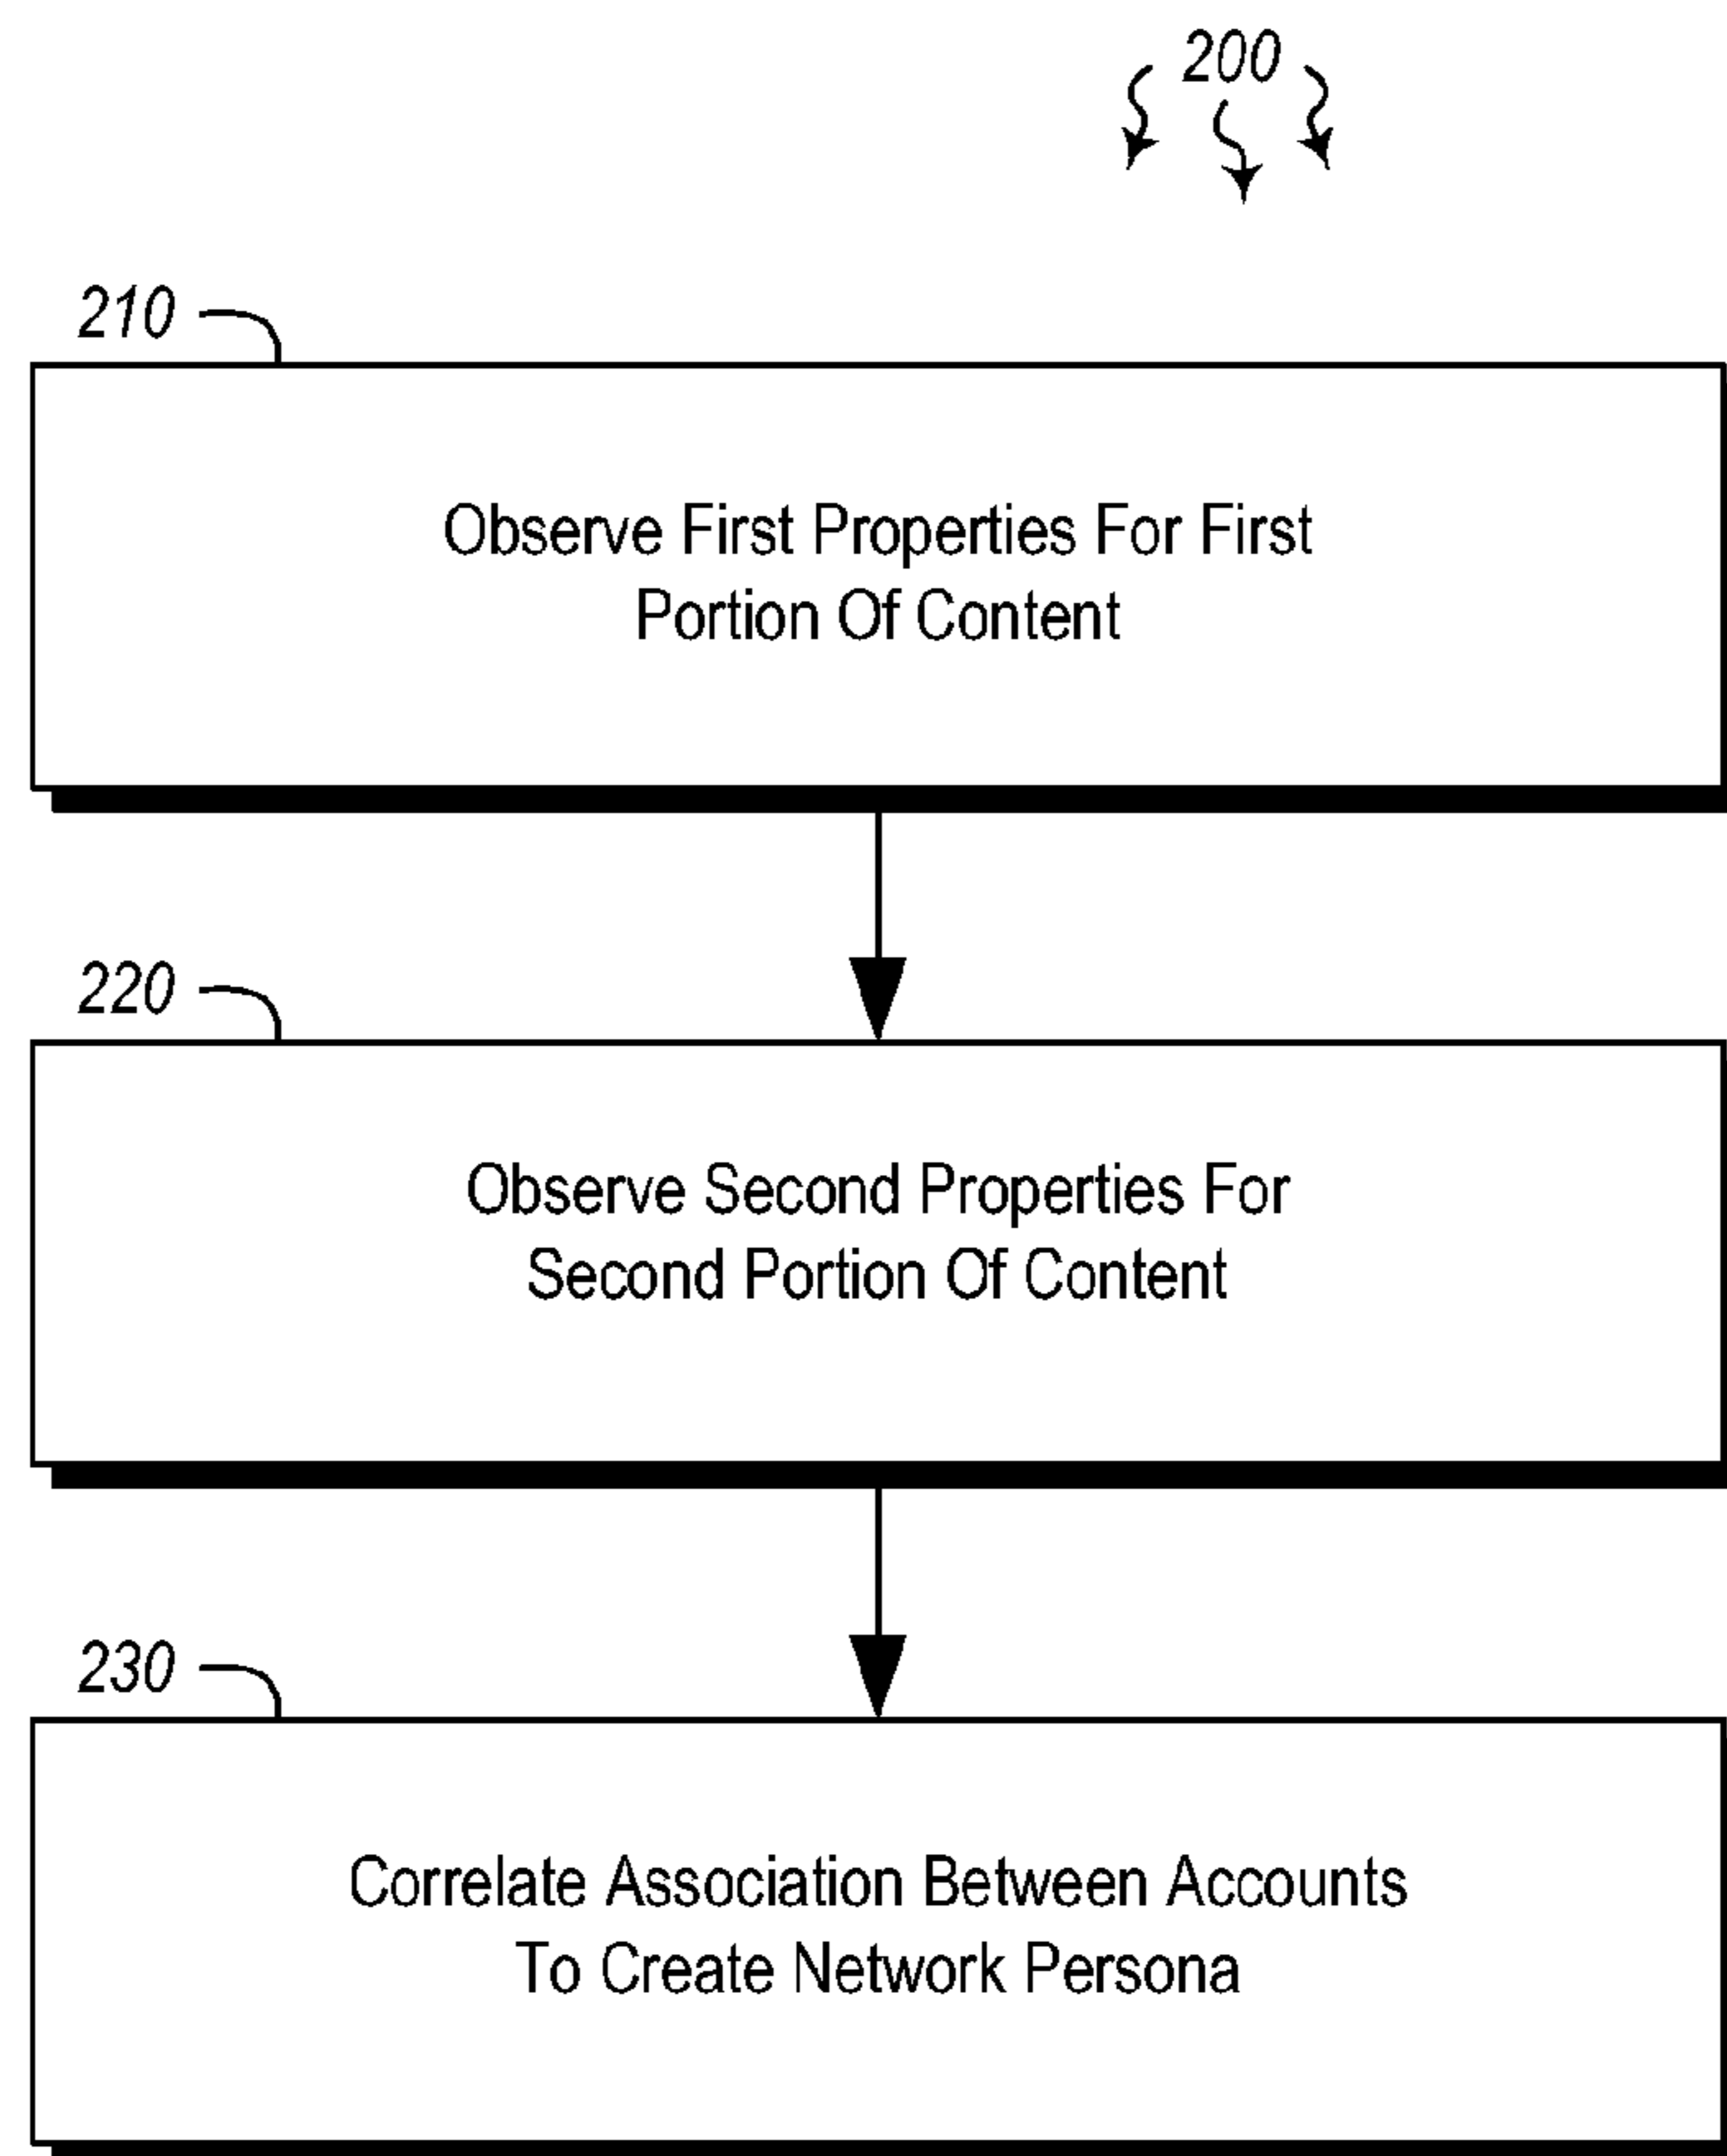 200
210
Observe First Properties For First
Portion Of Content
220
Observe Second Properties For
Second Portion Of Content
230
Correlate Association Between Accounts
To Create Network Persona